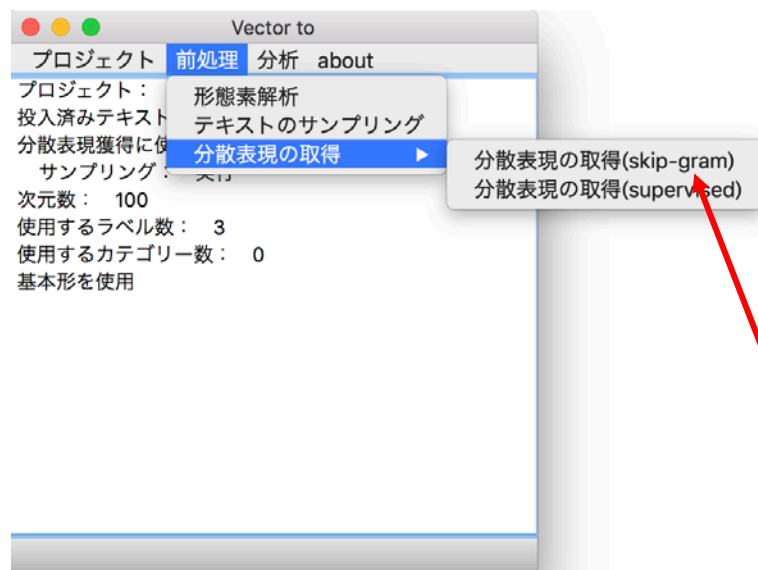 Vector to
プロジェクト 前処理 分析 about
プロジェクト：
投入済みテキスト
分散表現獲得に使
サンプリング： 実行
次元数： 100
使用するラベル数： 3
使用するカテゴリー数： 0
基本形を使用
形態素解析
テキストのサンプリング
分散表現の取得 ▶
分散表現の取得(skip-gram)
分散表現の取得(supervised)